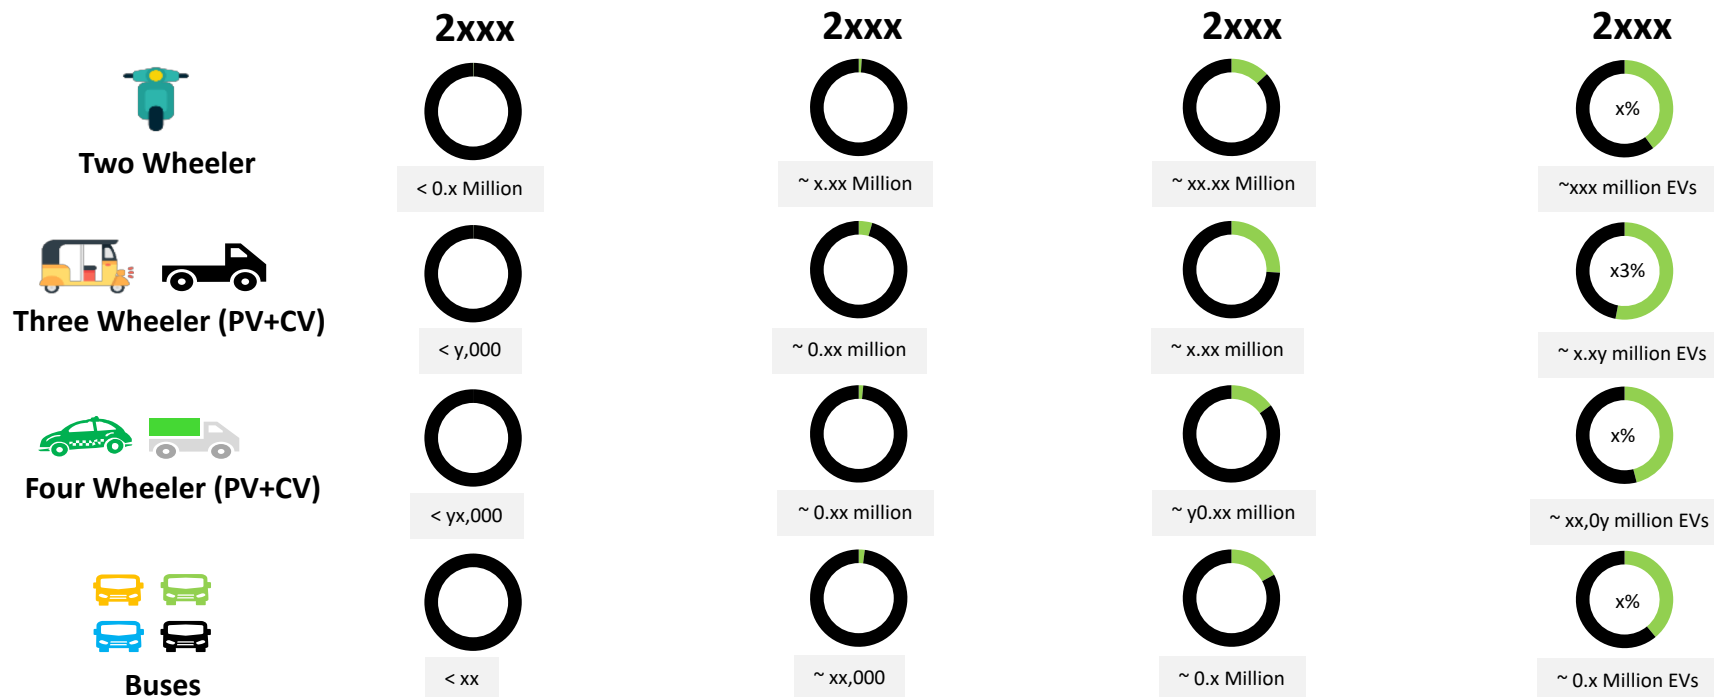 2xxx 2xxx 2xxx 2xxx
x%
Two Wheeler
< 0.x Million
~ x.xx Million
~ xx.xx Million
~xxx million EVs
x3%
Three Wheeler (PV+CV)
< y,000
~ 0.xx million
~ x.xx million
~ x.xy million EVs
x%
Four Wheeler (PV+CV)
< yx,000
~ 0.xx million
~ y0.xx million
~ xx,0y million EVs
x%
Buses
< xx
~ xx,000
~ 0.x Million
~ 0.x Million EVs